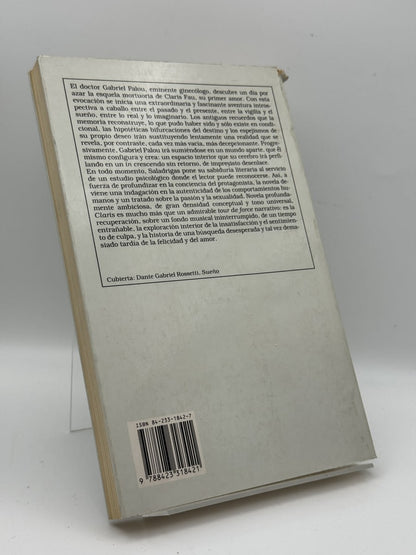 El doctor Gabriel Palou, eminente ginecólogo, descubre un día por
azar la esquela mortuoria de Claris Fau, su primer amor. Con esta
evocación se inicia una extraordinaria y fascinante aventura intros-
pectiva a caballo entre el pasado y el presente, entre la vigilia y el
sueño, entre lo real y lo imaginario. Los antiguos recuerdos que la
memoria reconstruye, lo que pudo haber sido y sólo existe en condi-
cional, las hipotéticas bifurcaciones del destino y los espejismos de
su propio deseo irán sustituyendo lentamente una realidad que se
revela, por contraste, cada vez más vacía, más decepcionante. Progre-
sivamente, Gabriel Palou irá sumiéndose en un mundo aparte, que él
mismo configura y crea: un espacio interior que su cerebro irá perfi-
lando en un in crescendo sin retorno, de imprevisto desenlace.
En todo momento, Saladrigas pone su sabiduría literaria al servicio
de un estudio psicológico donde el lector puede reconocerse. Así, a
fuerza de profundizar en la conciencia del protagonista, la novela de-
viene una indagación en la autenticidad de los comportamientos hu-
manos y un tratado sobre la pasión y la sexualidad. Novela profunda-
mente ambiciosa, de gran densidad conceptual y tono universal,
Claris es mucho más que un admirable tour de force narrativo: es la
recuperación, sobre un fondo musical ininterrumpido, de un tiempo
entrañable, la exploración interior de la insatisfacción y el sentimien-
to de culpa, y la historia de una búsqueda desesperada y tal vez dema-
siado tardía de la felicidad y del amor.
Cubierta: Dante Gabriel Rossetti, Sueño
ISBN 84-233-1842-7
9 788423 318421